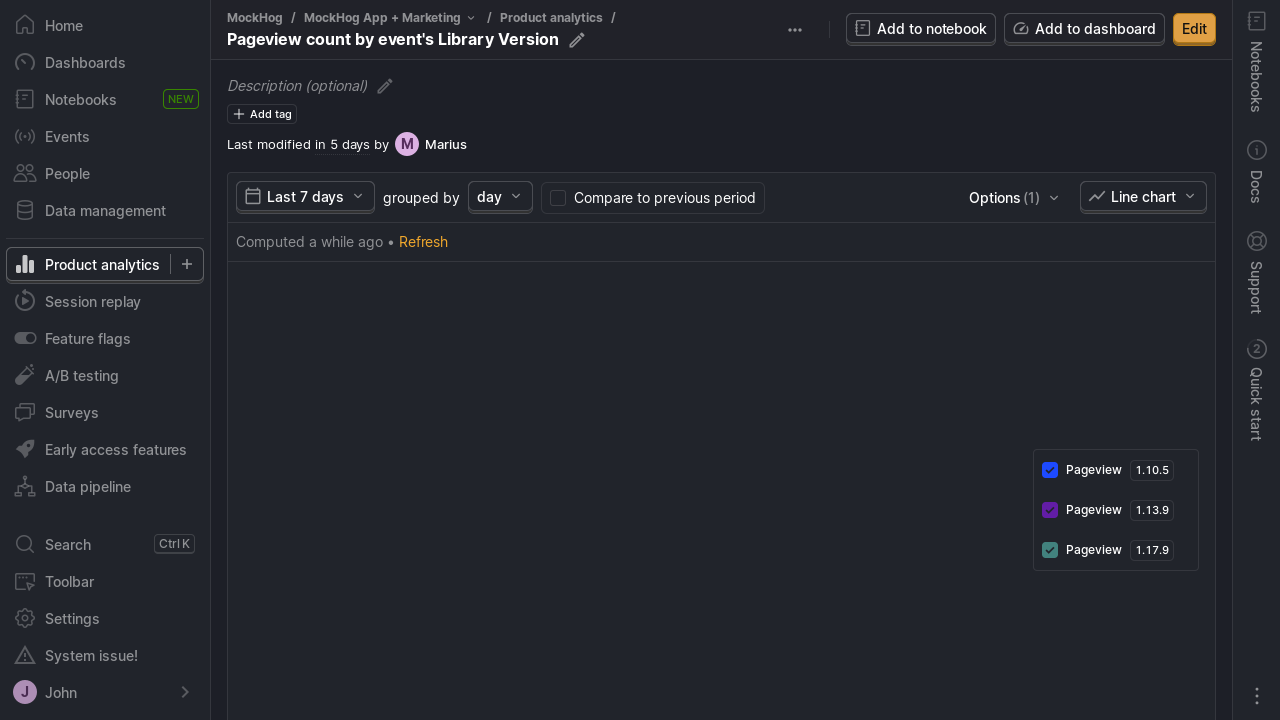 Home
Dashboards
Notebooks NEW
Events
People
Data management
Product analytics
Session replay
Feature flags
A/B testing
Surveys
Early access features
Data pipeline
Search Ctrl K
Toolbar
Settings
System issue!
J John
MockHog / MockHog App + Marketing / Product analytics /
Pageview count by event's Library Version
Add to notebook
Add to dashboard
Edit
Description (optional)
Add tag
Last modified in 5 days by M Marius
Last 7 days grouped by day Compare to previous period Options (1) Line chart
Computed a while ago • Refresh
Pageview 1.10.5
Pageview 1.13.9
Pageview 1.17.9
Notebooks
Docs
Support
2
Quick start